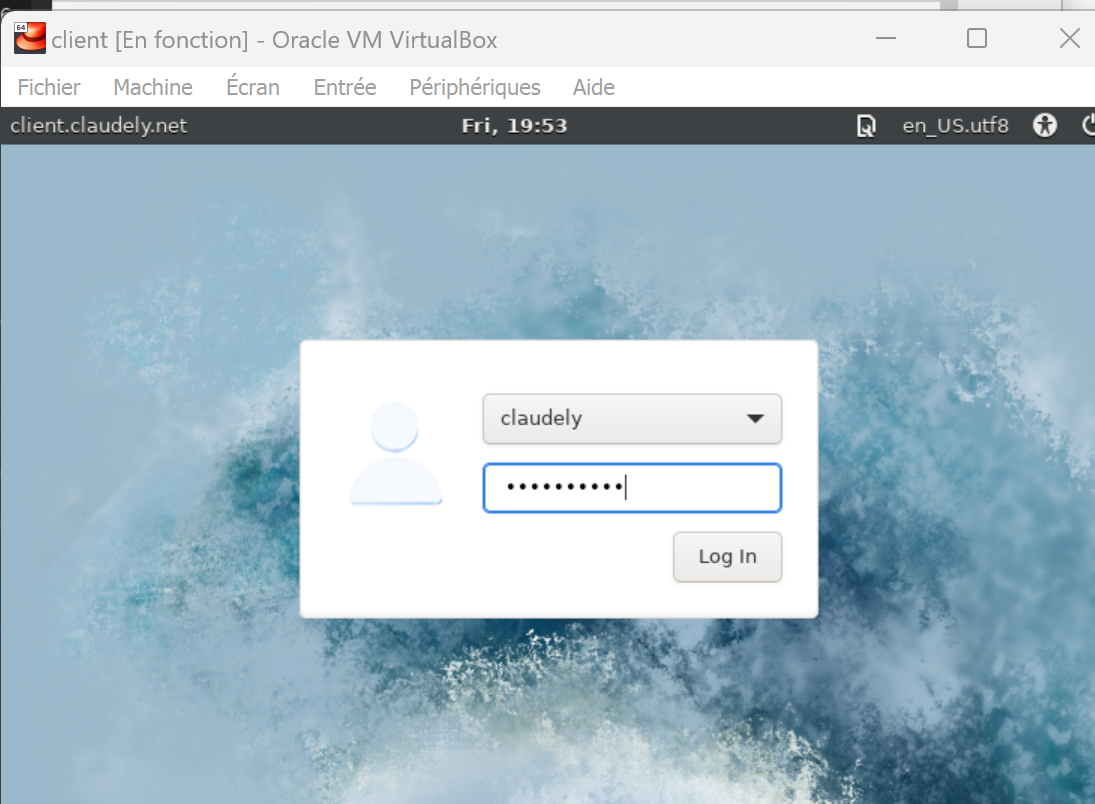 64
client [En fonction] - Oracle VM VirtualBox
Fichier Machine Écran Entrée Périphériques Aide
client.claudely.net Fri, 19:53 en_US.utf8
claudely
••••••••••
Log In